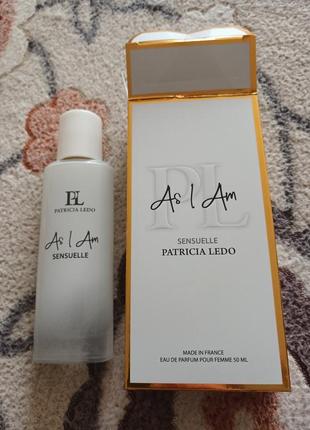 PL
PATRICIA LEDO
As I Am
SENSUELLE
PL
As I Am
SENSUELLE
PATRICIA LEDO
MADE IN FRANCE
EAU DE PARFUM POUR FEMME 50 ML